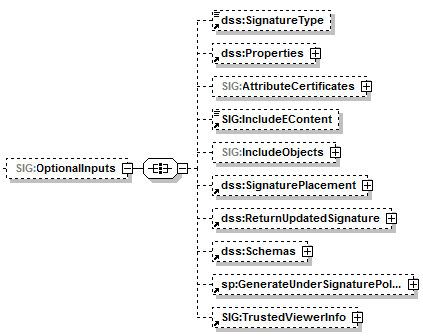 dss:SignatureType
dss:Properties
SIG:AttributeCertificates
SIG:IncludeEContent
SIG:OptionalInputs
SIG:IncludeObjects
dss:SignaturePlacement
dss:ReturnUpdatedSignature
dss:Schemas
sp:GenerateUnderSignaturePol...
SIG:TrustedViewerInfo